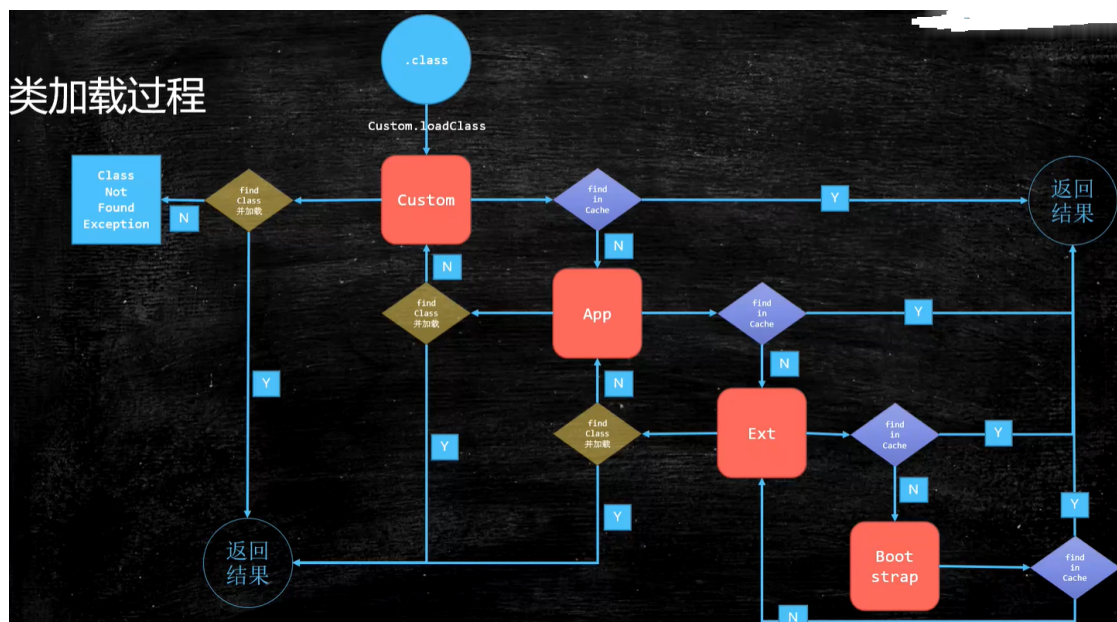 .class
类加载过程
Custom.loadClass
Class
Not
Found
Exception
N
find
Class
并加载
Custom
find
in
Cache
Y
返回
结果
N
N
find
Class
并加载
App
find
in
Cache
Y
N
Y
N
find
Class
并加载
Ext
find
in
Cache
Y
Y
N
Y
Y
返回
结果
Boot
strap
find
in
Cache
N